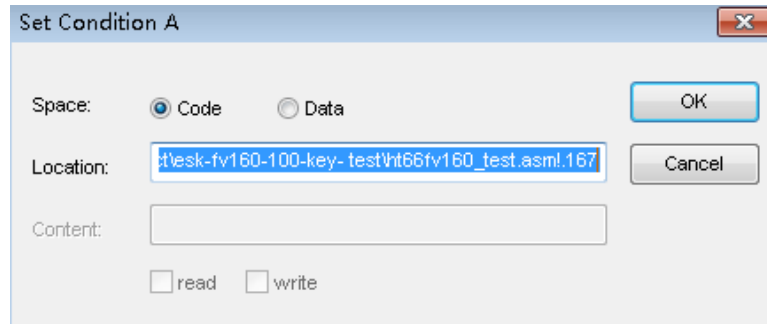 Set Condition A
Space: Code Data OK
Location: ct\esk-fv160-100-key- test\ht66fv160_test.asm!.167 Cancel
Content:
read write